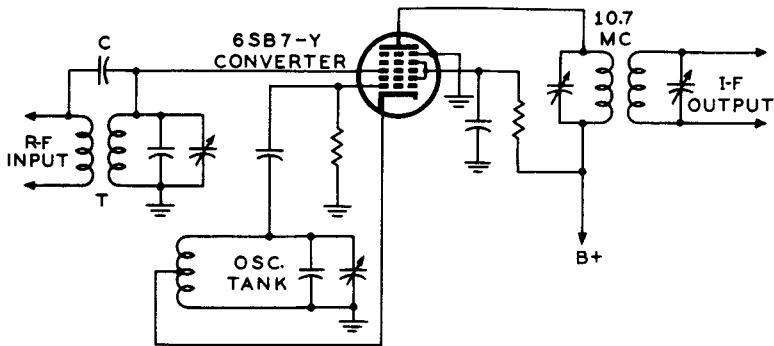 C
6SB7-Y
CONVERTER
10.7
MC
R-F
INPUT
T
I-F
OUTPUT
OSC.
TANK
B+